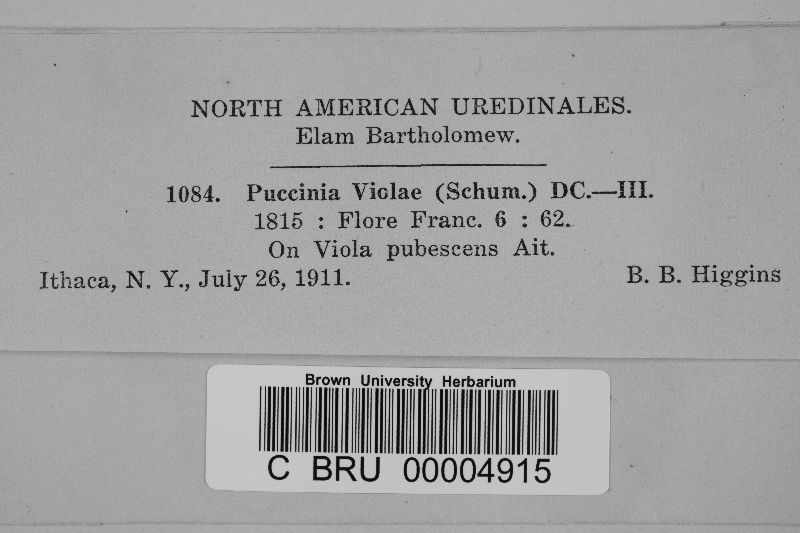 NORTH AMERICAN UREDINALES.
Elam Bartholomew.
1084. Puccinia Violae (Schum.) DC.—III.
1815 : Flore Franc. 6 : 62.
On Viola pubescens Ait.
Ithaca, N. Y., July 26, 1911. B. B. Higgins
Brown University Herbarium
C BRU 00004915